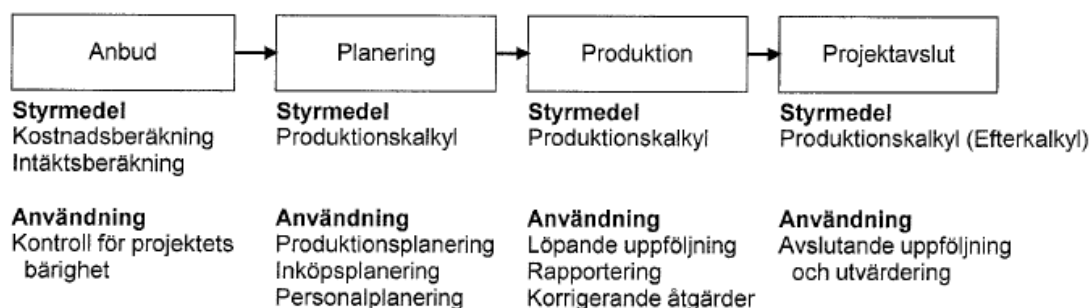 Anbud
Planering
Produktion
Projektavslut
Styrmedel
Kostnadsberäkning
Intäktsberäkning
Styrmedel
Produktionskalkyl
Styrmedel
Produktionskalkyl
Styrmedel
Produktionskalkyl (Efterkalkyl)
Användning
Kontroll för projektets
bärighet
Användning
Produktionsplanering
Inköpsplanering
Personalplanering
Användning
Löpande uppföljning
Rapportering
Korrigerande åtgärder
Användning
Avslutande uppföljning
och utvärdering